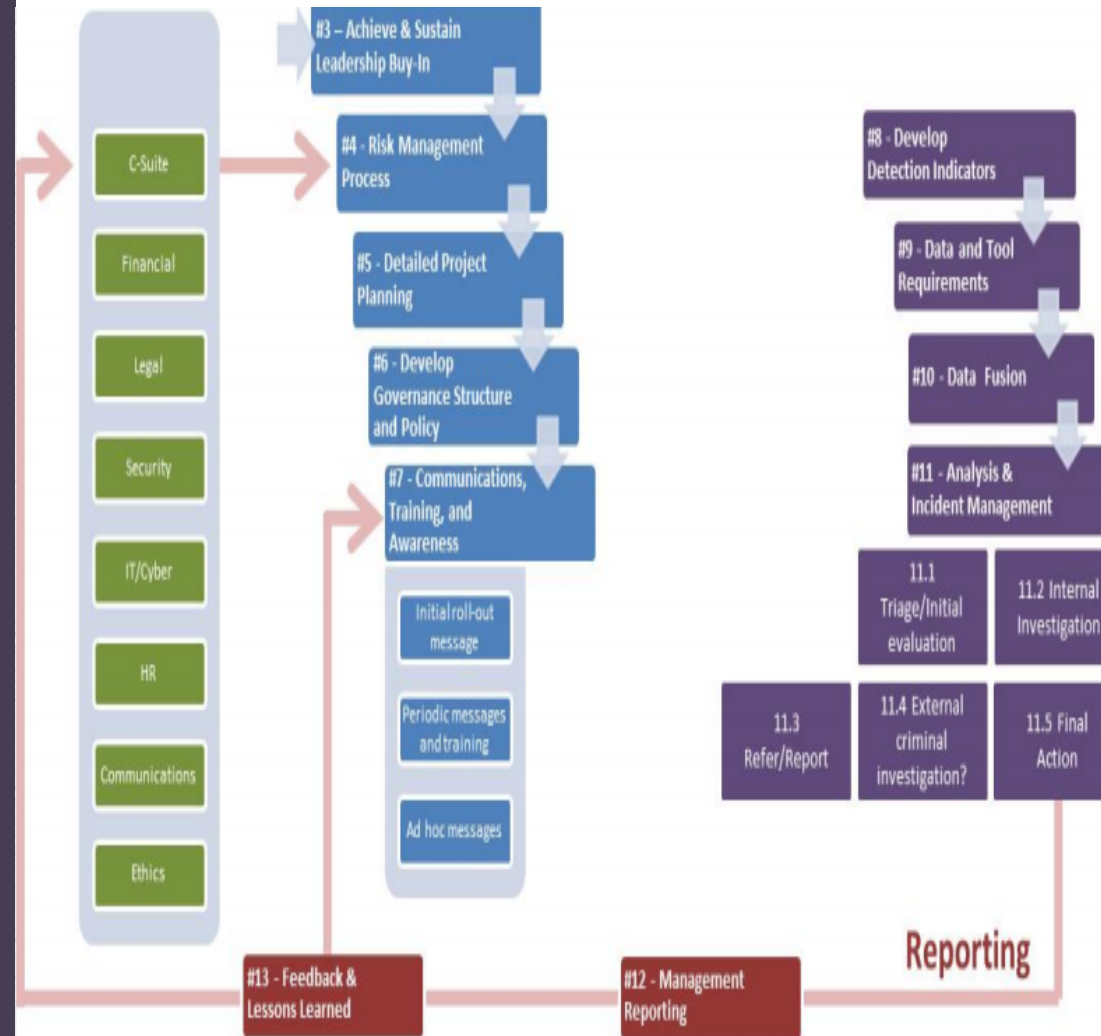 #3 – Achieve & Sustain
Leadership Buy-In
C-Suite
Financial
Legal
Security
IT/Cyber
HR
Communications
Ethics
#4 - Risk Management
Process
#5 - Detailed Project
Planning
#6 - Develop
Governance Structure
and Policy
#7 - Communications,
Training, and
Awareness
Initial roll-out
message
Periodic messages
and training
Ad hoc messages
#8 - Develop
Detection Indicators
#9 - Data and Tool
Requirements
#10 - Data Fusion
#11 - Analysis &
Incident Management
11.1
Triage/Initial
evaluation
11.2 Internal
Investigation
11.3
Refer/Report
11.4 External
criminal
investigation?
11.5 Final
Action
Reporting
#12 - Management
Reporting
#13 - Feedback &
Lessons Learned